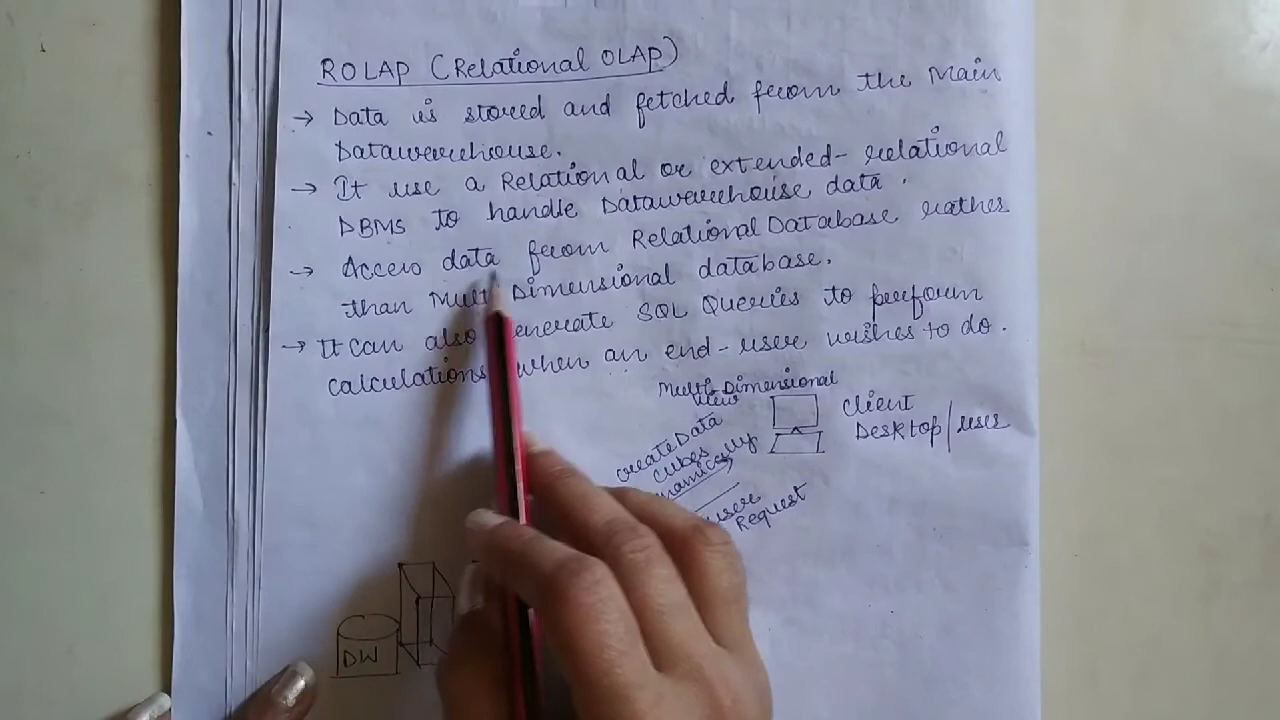 ROLAP (Relational OLAP)
→ Data is stored and fetched from the Main
Datawarehouse.
→ It use a Relational or extended-relational
DBMS to handle Datawarehouse data.
→ Access data from Relational Database rather
than Multi Dimensional database.
→ It can also generate SQL Queries to perform
calculations when an end-user wishes to do.
Multi-Dimensional
View
Client
Desktop/user
Create Data
Cubes
Dynamically
user
Request
DW